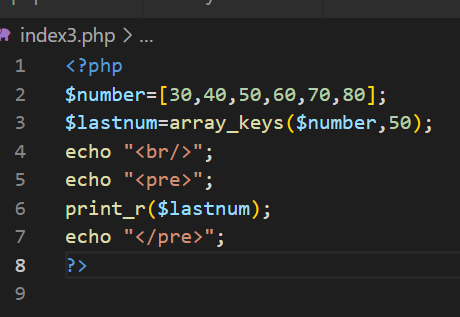 index3.php > ...
1 <?php
2 $number=[30,40,50,60,70,80];
3 $lastnum=array_keys($number,50);
4 echo "<br/>";
5 echo "<pre>";
6 print_r($lastnum);
7 echo "</pre>";
8 ?>
9